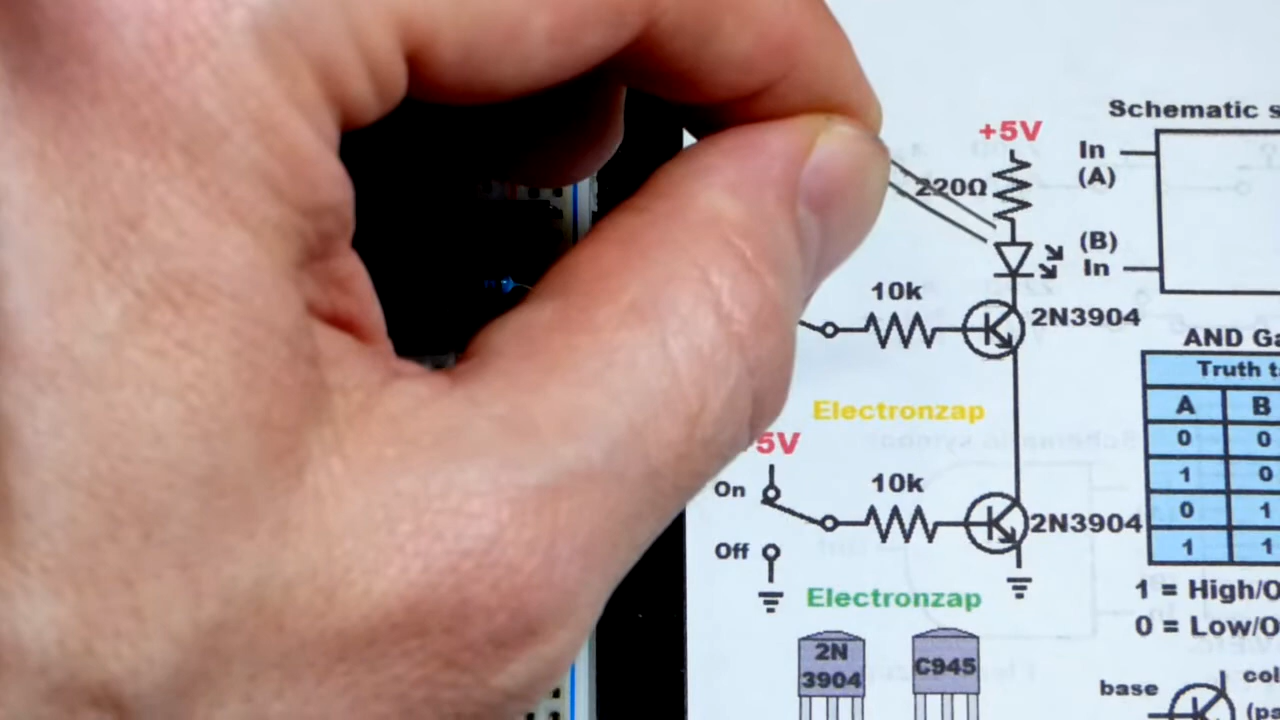 Schematic s
+5V
In
(A)
220Ω
(B)
In
10k
2N3904
AND Ga
Truth t
A B
0 0
1 0
0 1
1 1
Electronzap
5V
On
10k
2N3904
Off
Electronzap
1 = High/O
0 = Low/O
2N
3904
C945
base
col
(pa